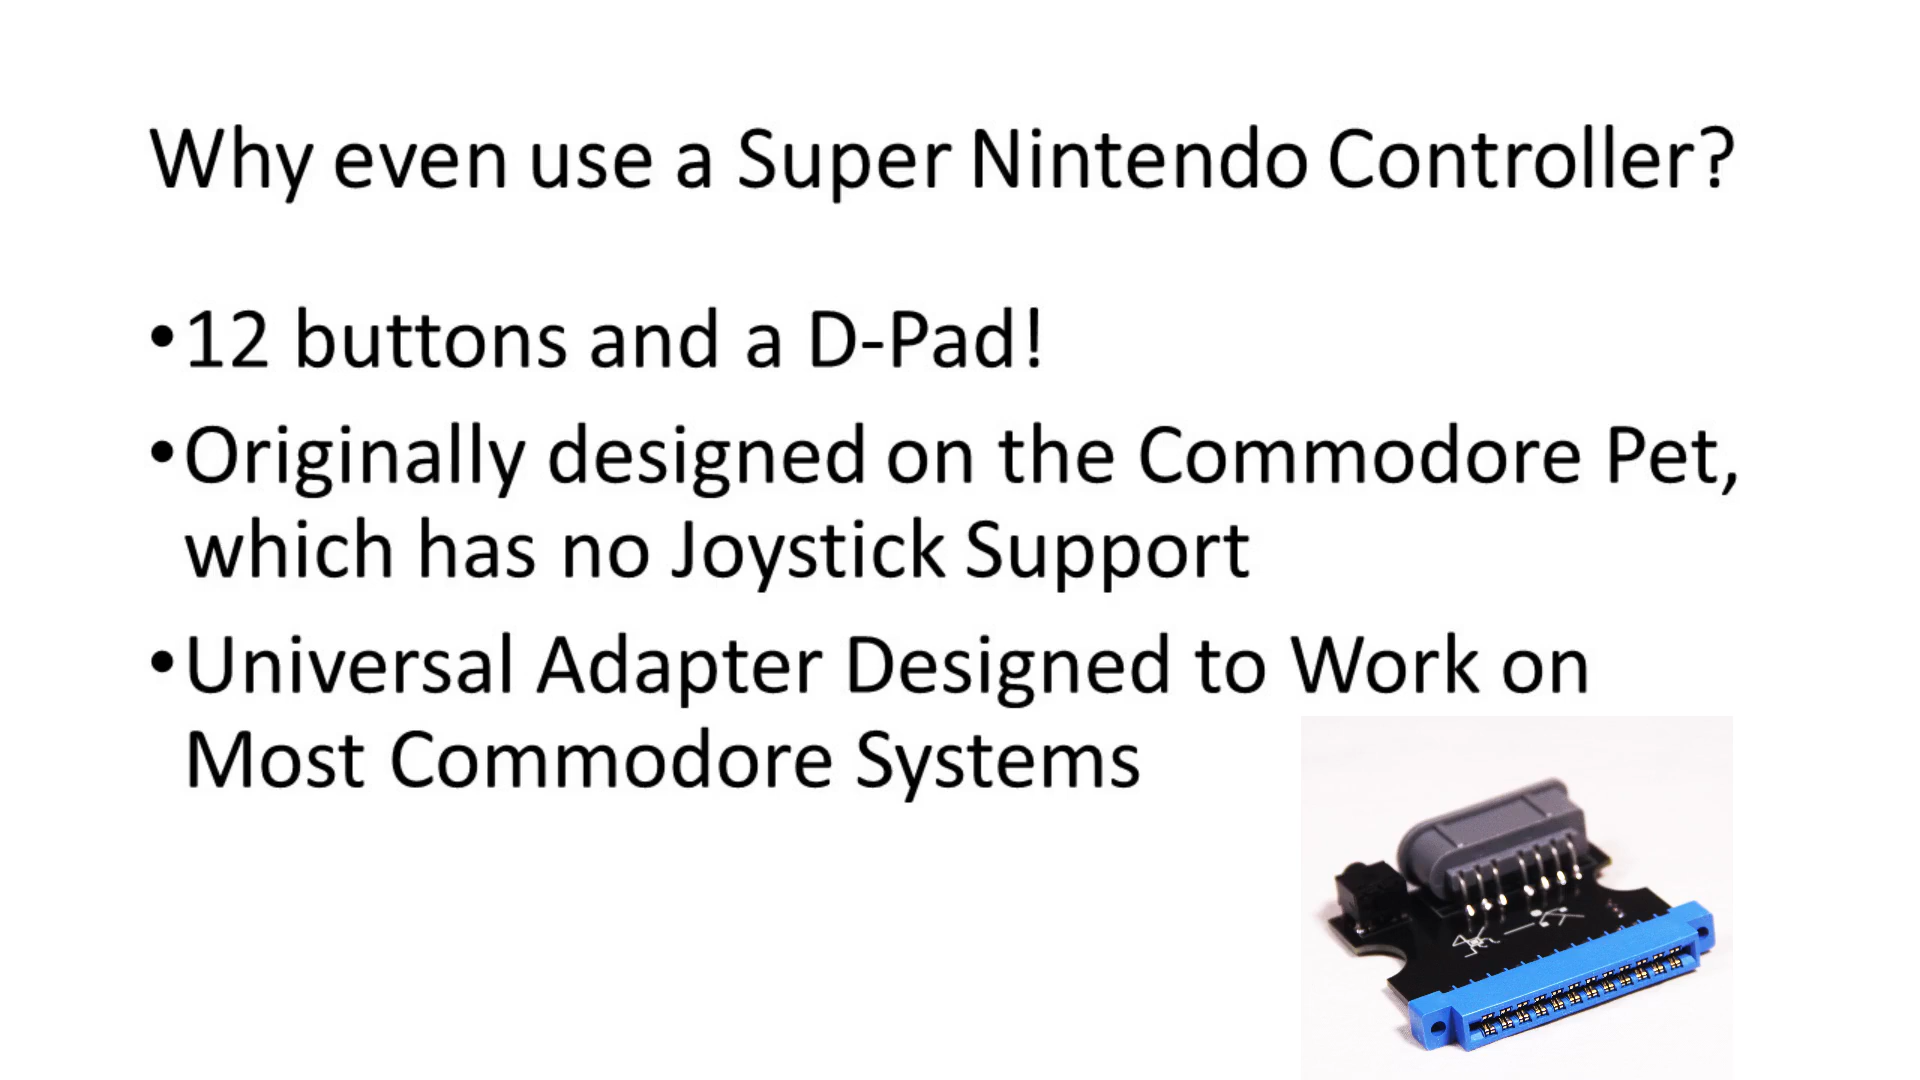 Why even use a Super Nintendo Controller?
•12 buttons and a D-Pad!
•Originally designed on the Commodore Pet,
which has no Joystick Support
•Universal Adapter Designed to Work on
Most Commodore Systems